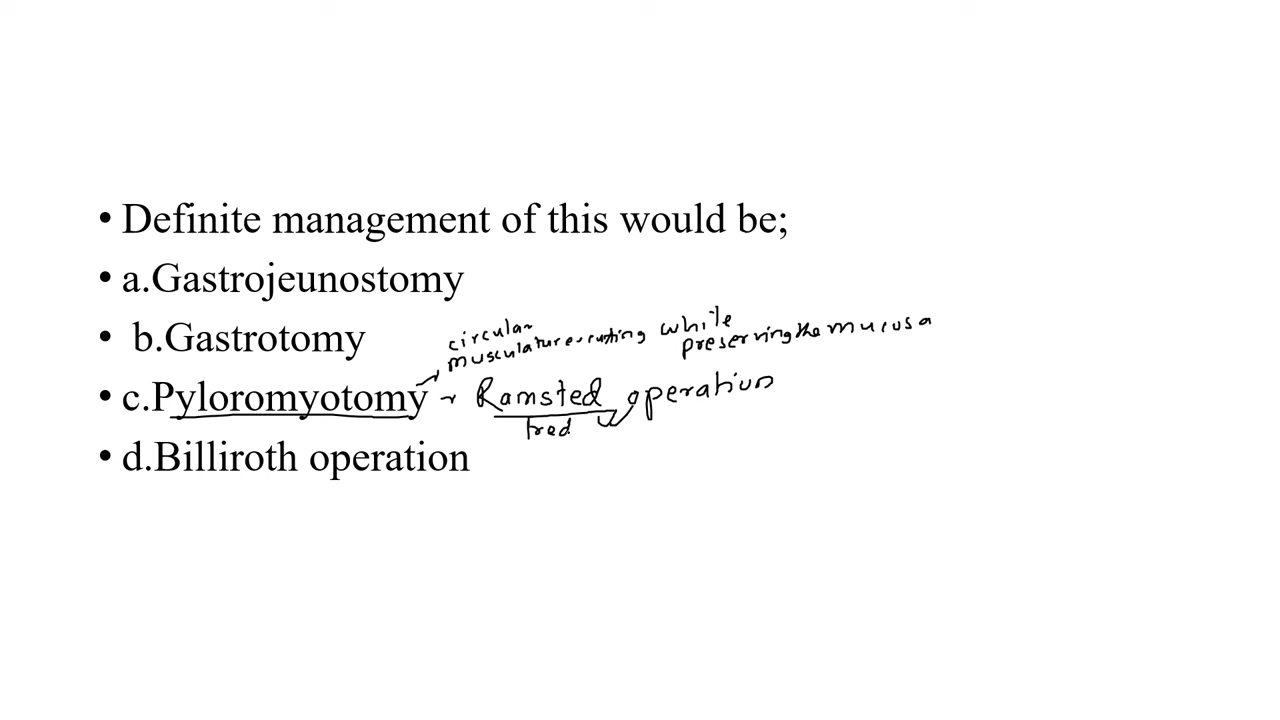 • Definite management of this would be;
• a.Gastrojeunostomy
• b.Gastrotomy
circular
musculature cutting while
preserving the mucosa
• c.Pyloromyotomy → Ramsted operation
• d.Billiroth operation